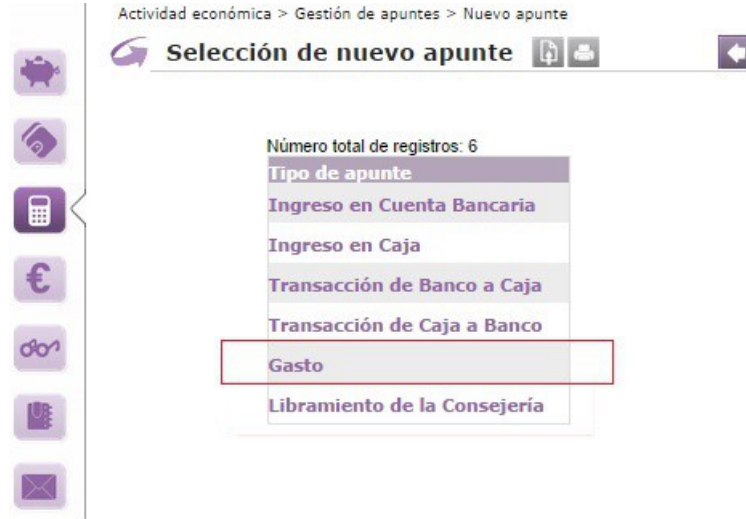 Actividad económica > Gestión de apuntes > Nuevo apunte
Selección de nuevo apunte
Número total de registros: 6
Tipo de apunte
Ingreso en Cuenta Bancaria
Ingreso en Caja
Transacción de Banco a Caja
Transacción de Caja a Banco
Gasto
Libramiento de la Consejería